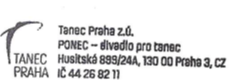 Tanec Praha z.ú.
PONEC – divadlo pro tanec
Husitská 899/24A, 130 00 Praha 3, CZ
IČ 44 26 82 11
TANEC
PRAHA